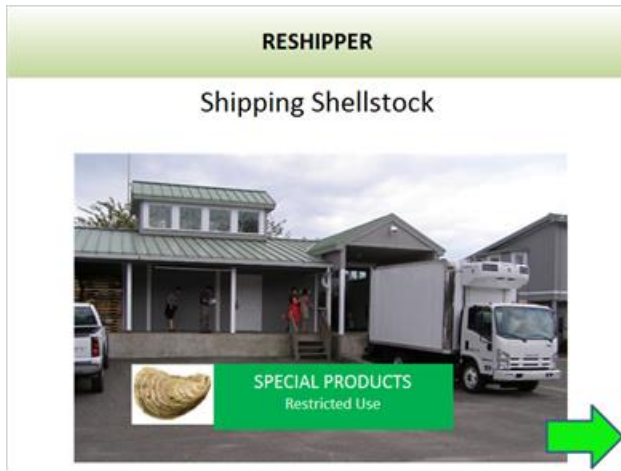 RESHIPPER
Shipping Shellstock
SPECIAL PRODUCTS
Restricted Use